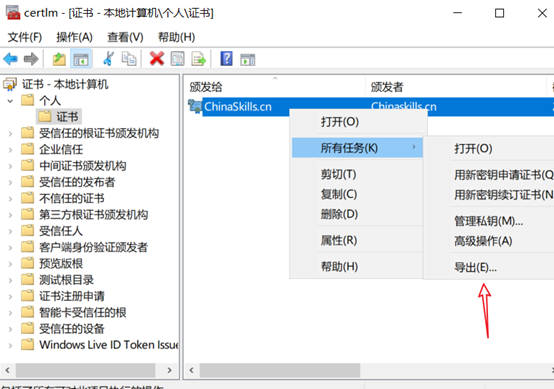 certlm - [证书 - 本地计算机\个人\证书]
文件(F) 操作(A) 查看(V) 帮助(H)
证书 - 本地计算机
个人
证书
受信任的根证书颁发机构
企业信任
中间证书颁发机构
受信任的发布者
不信任的证书
第三方根证书颁发机构
受信任人
客户端身份验证颁发者
预览版根
测试根目录
证书注册申请
智能卡受信任的根
受信任的设备
Windows Live ID Token Issue
颁发给 颁发者
ChinaSkills.cn Chinaskills.cn
打开(O)
所有任务(K)
剪切(T)
复制(C)
删除(D)
属性(R)
帮助(H)
打开(O)
用新密钥申请证书(Q
用新密钥续订证书(R
管理私钥(M)...
高级操作(A)
导出(E)...